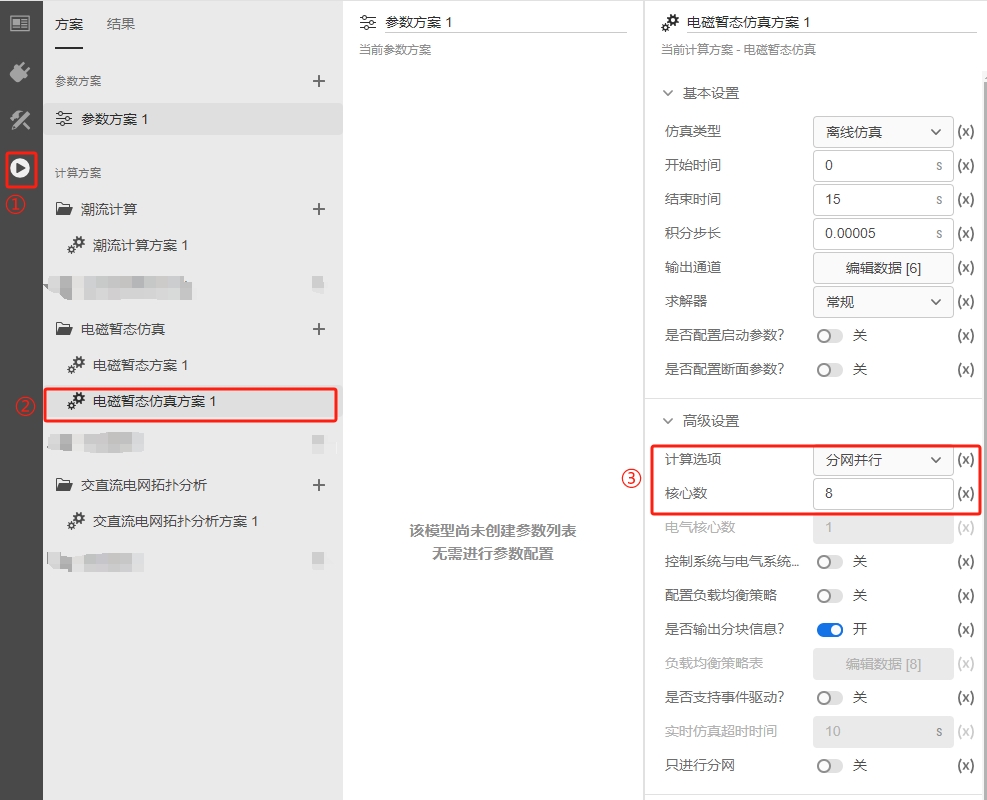 方案 结果
参数方案 +
参数方案 1
计算方案
潮流计算 +
潮流计算方案 1
电磁暂态仿真 +
电磁暂态方案 1
电磁暂态仿真方案 1
交直流电网拓扑分析 +
交直流电网拓扑分析方案 1
①
②
参数方案 1
当前参数方案
该模型尚未创建参数列表
无需进行参数配置
③
电磁暂态仿真方案 1
当前计算方案 - 电磁暂态仿真
基本设置
仿真类型 离线仿真 (x)
开始时间 0 s (x)
结束时间 15 s (x)
积分步长 0.00005 s (x)
输出通道 编辑数据 [6] (x)
求解器 常规 (x)
是否配置启动参数? 关 (x)
是否配置断面参数? 关 (x)
高级设置
计算选项 分网并行 (x)
核心数 8 (x)
电气核心数 1 (x)
控制系统与电气系统... 关 (x)
配置负载均衡策略 关 (x)
是否输出分块信息? 开 (x)
负载均衡策略表 编辑数据 [8] (x)
是否支持事件驱动? 关 (x)
实时仿真超时时间 10 s (x)
只进行分网 关 (x)